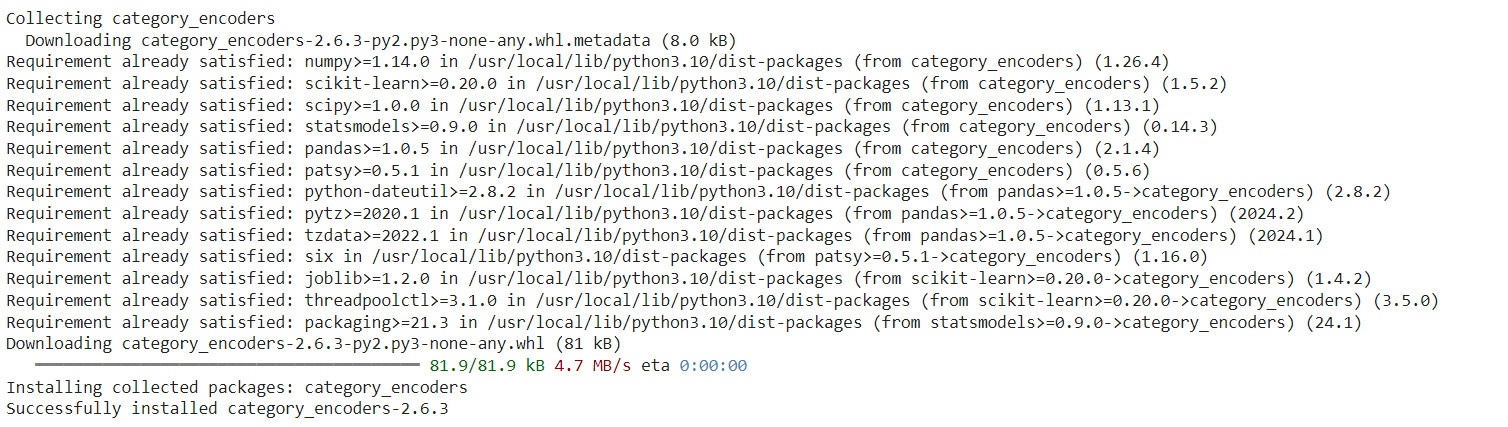 Collecting category_encoders
  Downloading category_encoders-2.6.3-py2.py3-none-any.whl.metadata (8.0 kB)
Requirement already satisfied: numpy>=1.14.0 in /usr/local/lib/python3.10/dist-packages (from category_encoders) (1.26.4)
Requirement already satisfied: scikit-learn>=0.20.0 in /usr/local/lib/python3.10/dist-packages (from category_encoders) (1.5.2)
Requirement already satisfied: scipy>=1.0.0 in /usr/local/lib/python3.10/dist-packages (from category_encoders) (1.13.1)
Requirement already satisfied: statsmodels>=0.9.0 in /usr/local/lib/python3.10/dist-packages (from category_encoders) (0.14.3)
Requirement already satisfied: pandas>=1.0.5 in /usr/local/lib/python3.10/dist-packages (from category_encoders) (2.1.4)
Requirement already satisfied: patsy>=0.5.1 in /usr/local/lib/python3.10/dist-packages (from category_encoders) (0.5.6)
Requirement already satisfied: python-dateutil>=2.8.2 in /usr/local/lib/python3.10/dist-packages (from pandas>=1.0.5->category_encoders) (2.8.2)
Requirement already satisfied: pytz>=2020.1 in /usr/local/lib/python3.10/dist-packages (from pandas>=1.0.5->category_encoders) (2024.2)
Requirement already satisfied: tzdata>=2022.1 in /usr/local/lib/python3.10/dist-packages (from pandas>=1.0.5->category_encoders) (2024.1)
Requirement already satisfied: six in /usr/local/lib/python3.10/dist-packages (from patsy>=0.5.1->category_encoders) (1.16.0)
Requirement already satisfied: joblib>=1.2.0 in /usr/local/lib/python3.10/dist-packages (from scikit-learn>=0.20.0->category_encoders) (1.4.2)
Requirement already satisfied: threadpoolctl>=3.1.0 in /usr/local/lib/python3.10/dist-packages (from scikit-learn>=0.20.0->category_encoders) (3.5.0)
Requirement already satisfied: packaging>=21.3 in /usr/local/lib/python3.10/dist-packages (from statsmodels>=0.9.0->category_encoders) (24.1)
Downloading category_encoders-2.6.3-py2.py3-none-any.whl (81 kB)
81.9/81.9 kB 4.7 MB/s eta 0:00:00
Installing collected packages: category_encoders
Successfully installed category_encoders-2.6.3